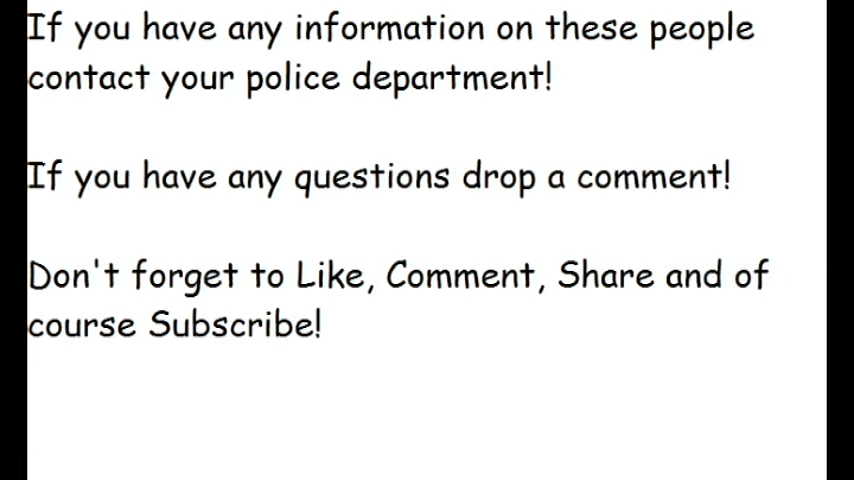 If you have any information on these people
contact your police department!
If you have any questions drop a comment!
Don't forget to Like, Comment, Share and of
course Subscribe!